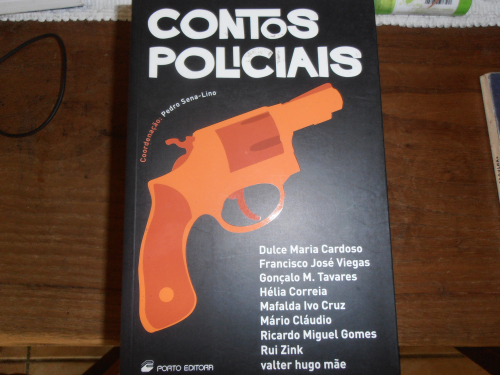 CONTOS
POLICIAIS
Coordenação: Pedro Sena-Lino
Dulce Maria Cardoso
Francisco José Viegas
Gonçalo M. Tavares
Hélia Correia
Mafalda Ivo Cruz
Mário Cláudio
Ricardo Miguel Gomes
Rui Zink
valter hugo mãe
PORTO EDITORA